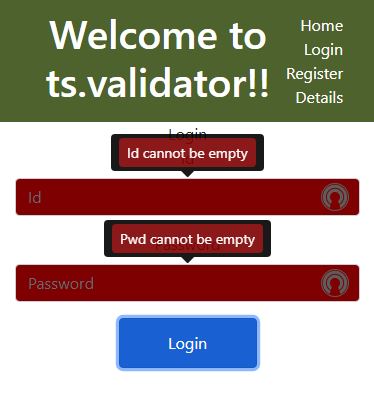 Welcome to
ts.validator!!
Home
Login
Register
Details
Login
Id cannot be empty
Id
Pwd cannot be empty
Password
Login